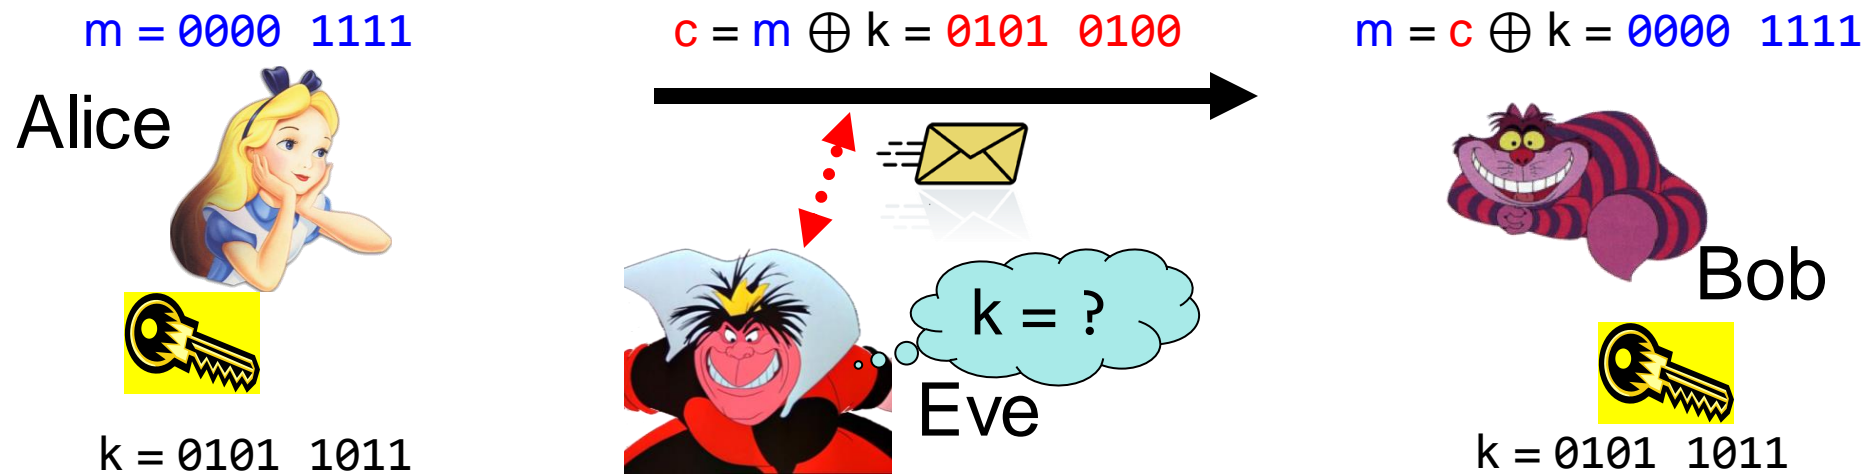 m = 0000 1111
c = m ⊕ k = 0101 0100
m = c ⊕ k = 0000 1111
Alice
Bob
k = ?
Eve
k = 0101 1011
k = 0101 1011